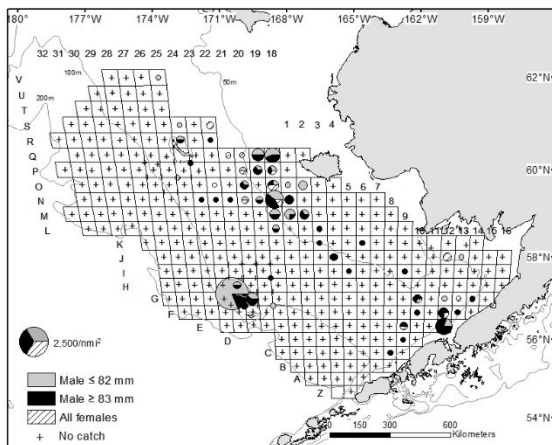 180° 177°W 174°W 171°W 168°W 165°W 162°W 159°W
32 31 30 29 28 27 26 25 24 23 22 21 20 19 18
100m
50m
62°N
V
U
T
200m
S
R
Q
1 2 3 4
60°N
P
O
N
5 6 7
M
8
L
9
10 11 12 13 14 15 16
K
58°N
J
I
H
G
F
E
D
2,500/nmi²
C
56°N
B
A
Z
Male ≤ 82 mm
Male ≥ 83 mm
All females
+ No catch
0 150 300 600
Kilometers
54°N